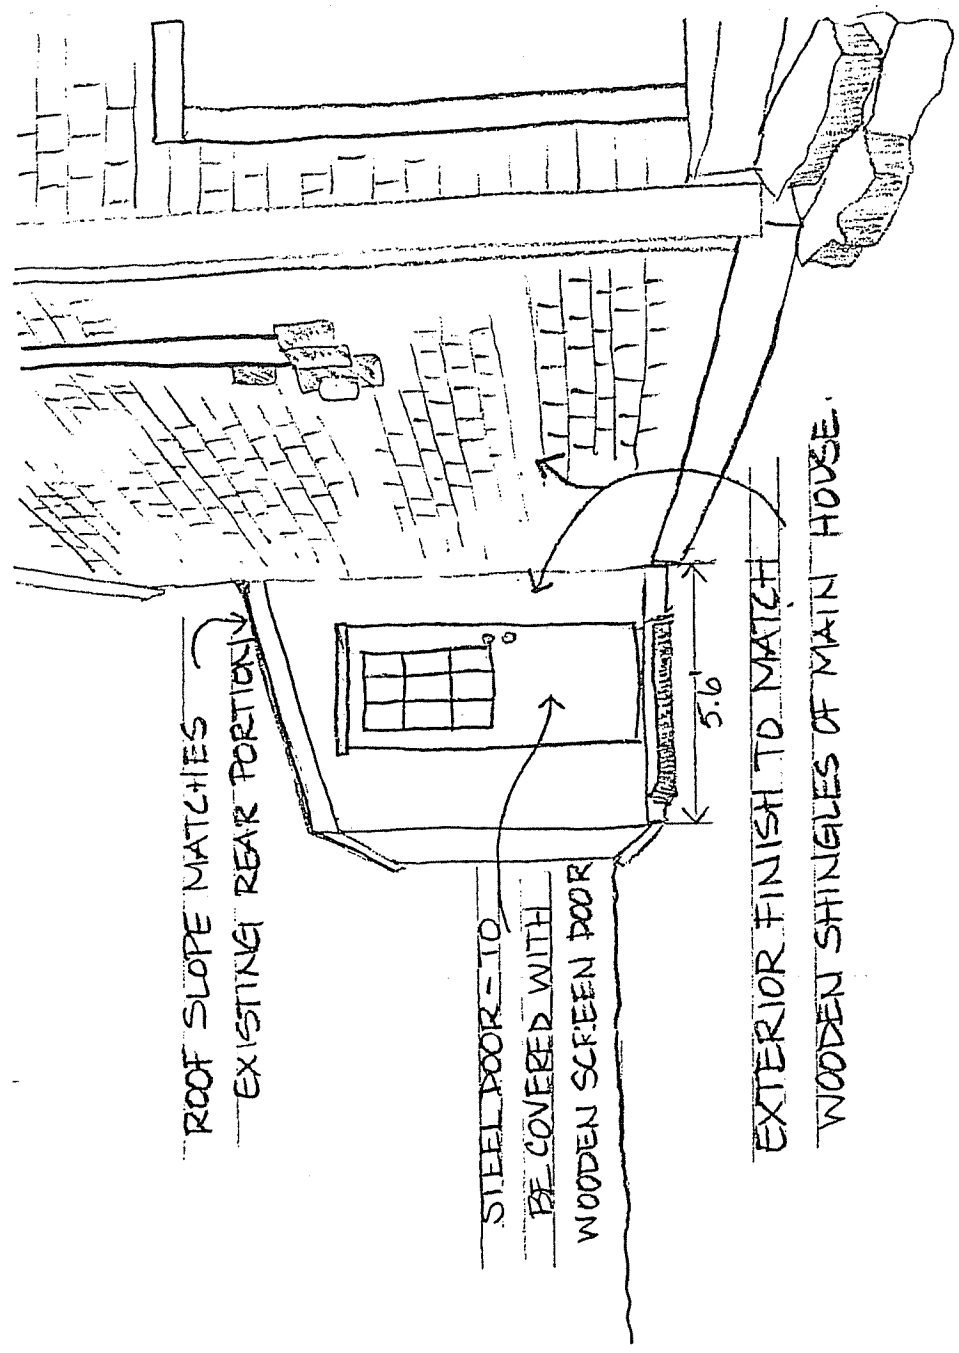 ROOF SLOPE MATCHES
EXISTING REAR PORTION
STEEL DOOR - TO
BE COVERED WITH
WOODEN SCREEN DOOR
5.6'
EXTERIOR FINISH TO MATCH
WOODEN SHINGLES OF MAIN HOUSE.